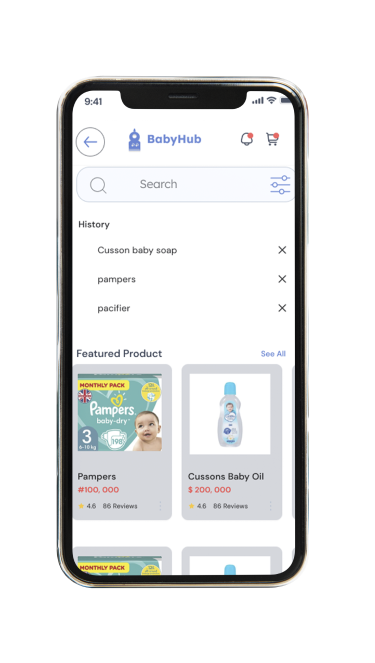 9:41
BabyHub
Search
History
Cusson baby soap
pampers
pacifier
Featured Product
See All
MONTHLY PACK
Pampers
baby-dry
3
198
6-10 kg
Pampers
#100, 000
4.6 86 Reviews
Cussons Baby Oil
$ 200, 000
4.6 86 Reviews
MONTHLY PACK